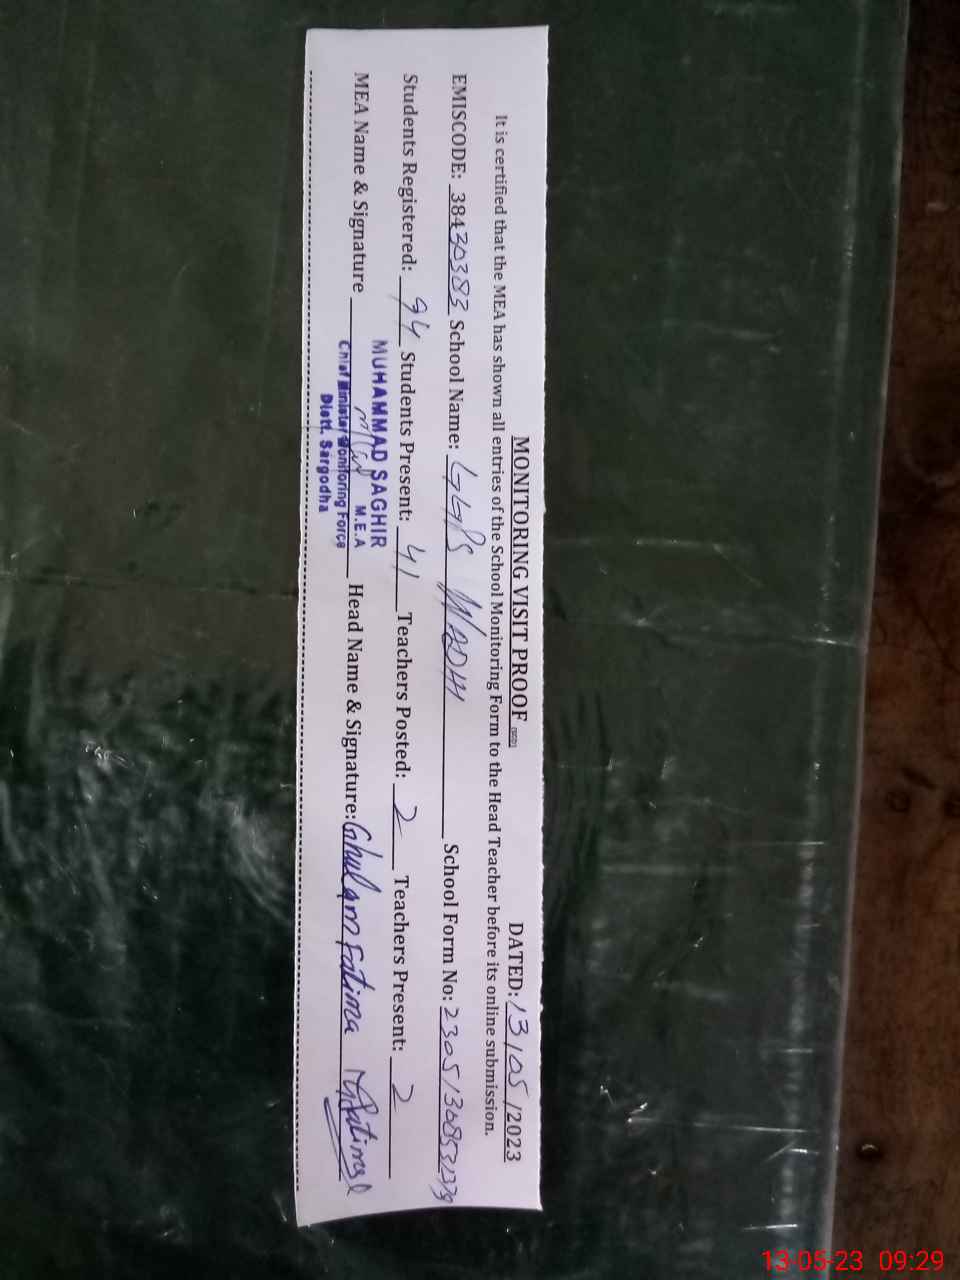 MONITORING VISIT PROOF
DATED: 13/05/2023
It is certified that the MEA has shown all entries of the School Monitoring Form to the Head Teacher before its online submission.
EMISCODE: 38430383 School Name: GGPS WADHI School Form No:
Students Registered: 94 Students Present: 41 Teachers Posted: 2 Teachers Present: 2
MEA Name & Signature Head Name & Signature: Ghulam Fatima
MUHAMMAD SAGHIR
M.E.A
Chief Minister Monitoring Force
Distt. Sargodha
13-05-23 09:29